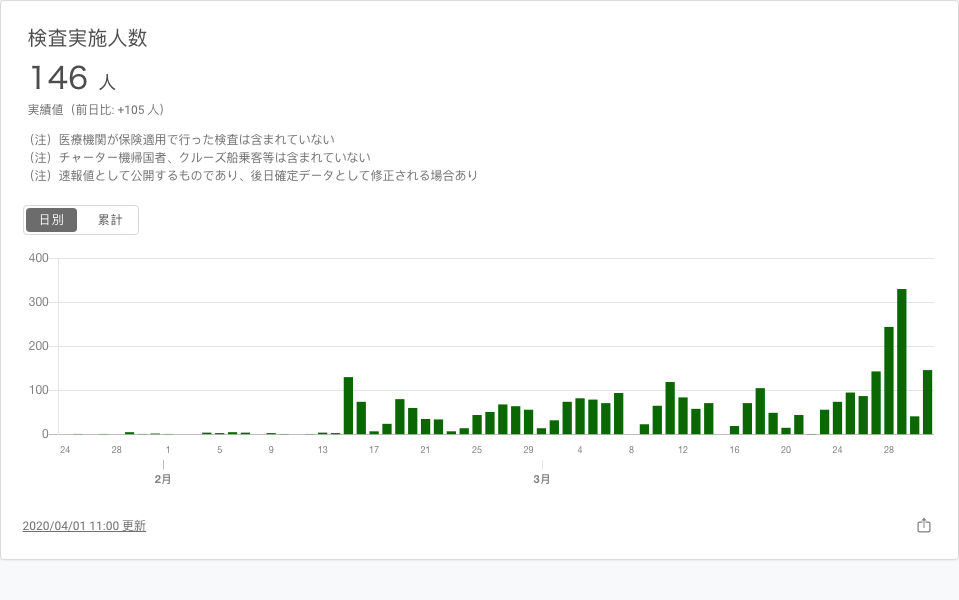 検査実施人数
146 人
実績値（前日比: +105 人）
（注）医療機関が保険適用で行った検査は含まれていない
（注）チャーター機帰国者、クルーズ船乗客等は含まれていない
（注）速報値として公開するものであり、後日確定データとして修正される場合あり
日別 累計
400
300
200
100
0
24 28 1 5 9 13 17 21 25 29 4 8 12 16 20 24 28
2月 3月
2020/04/01 11:00 更新